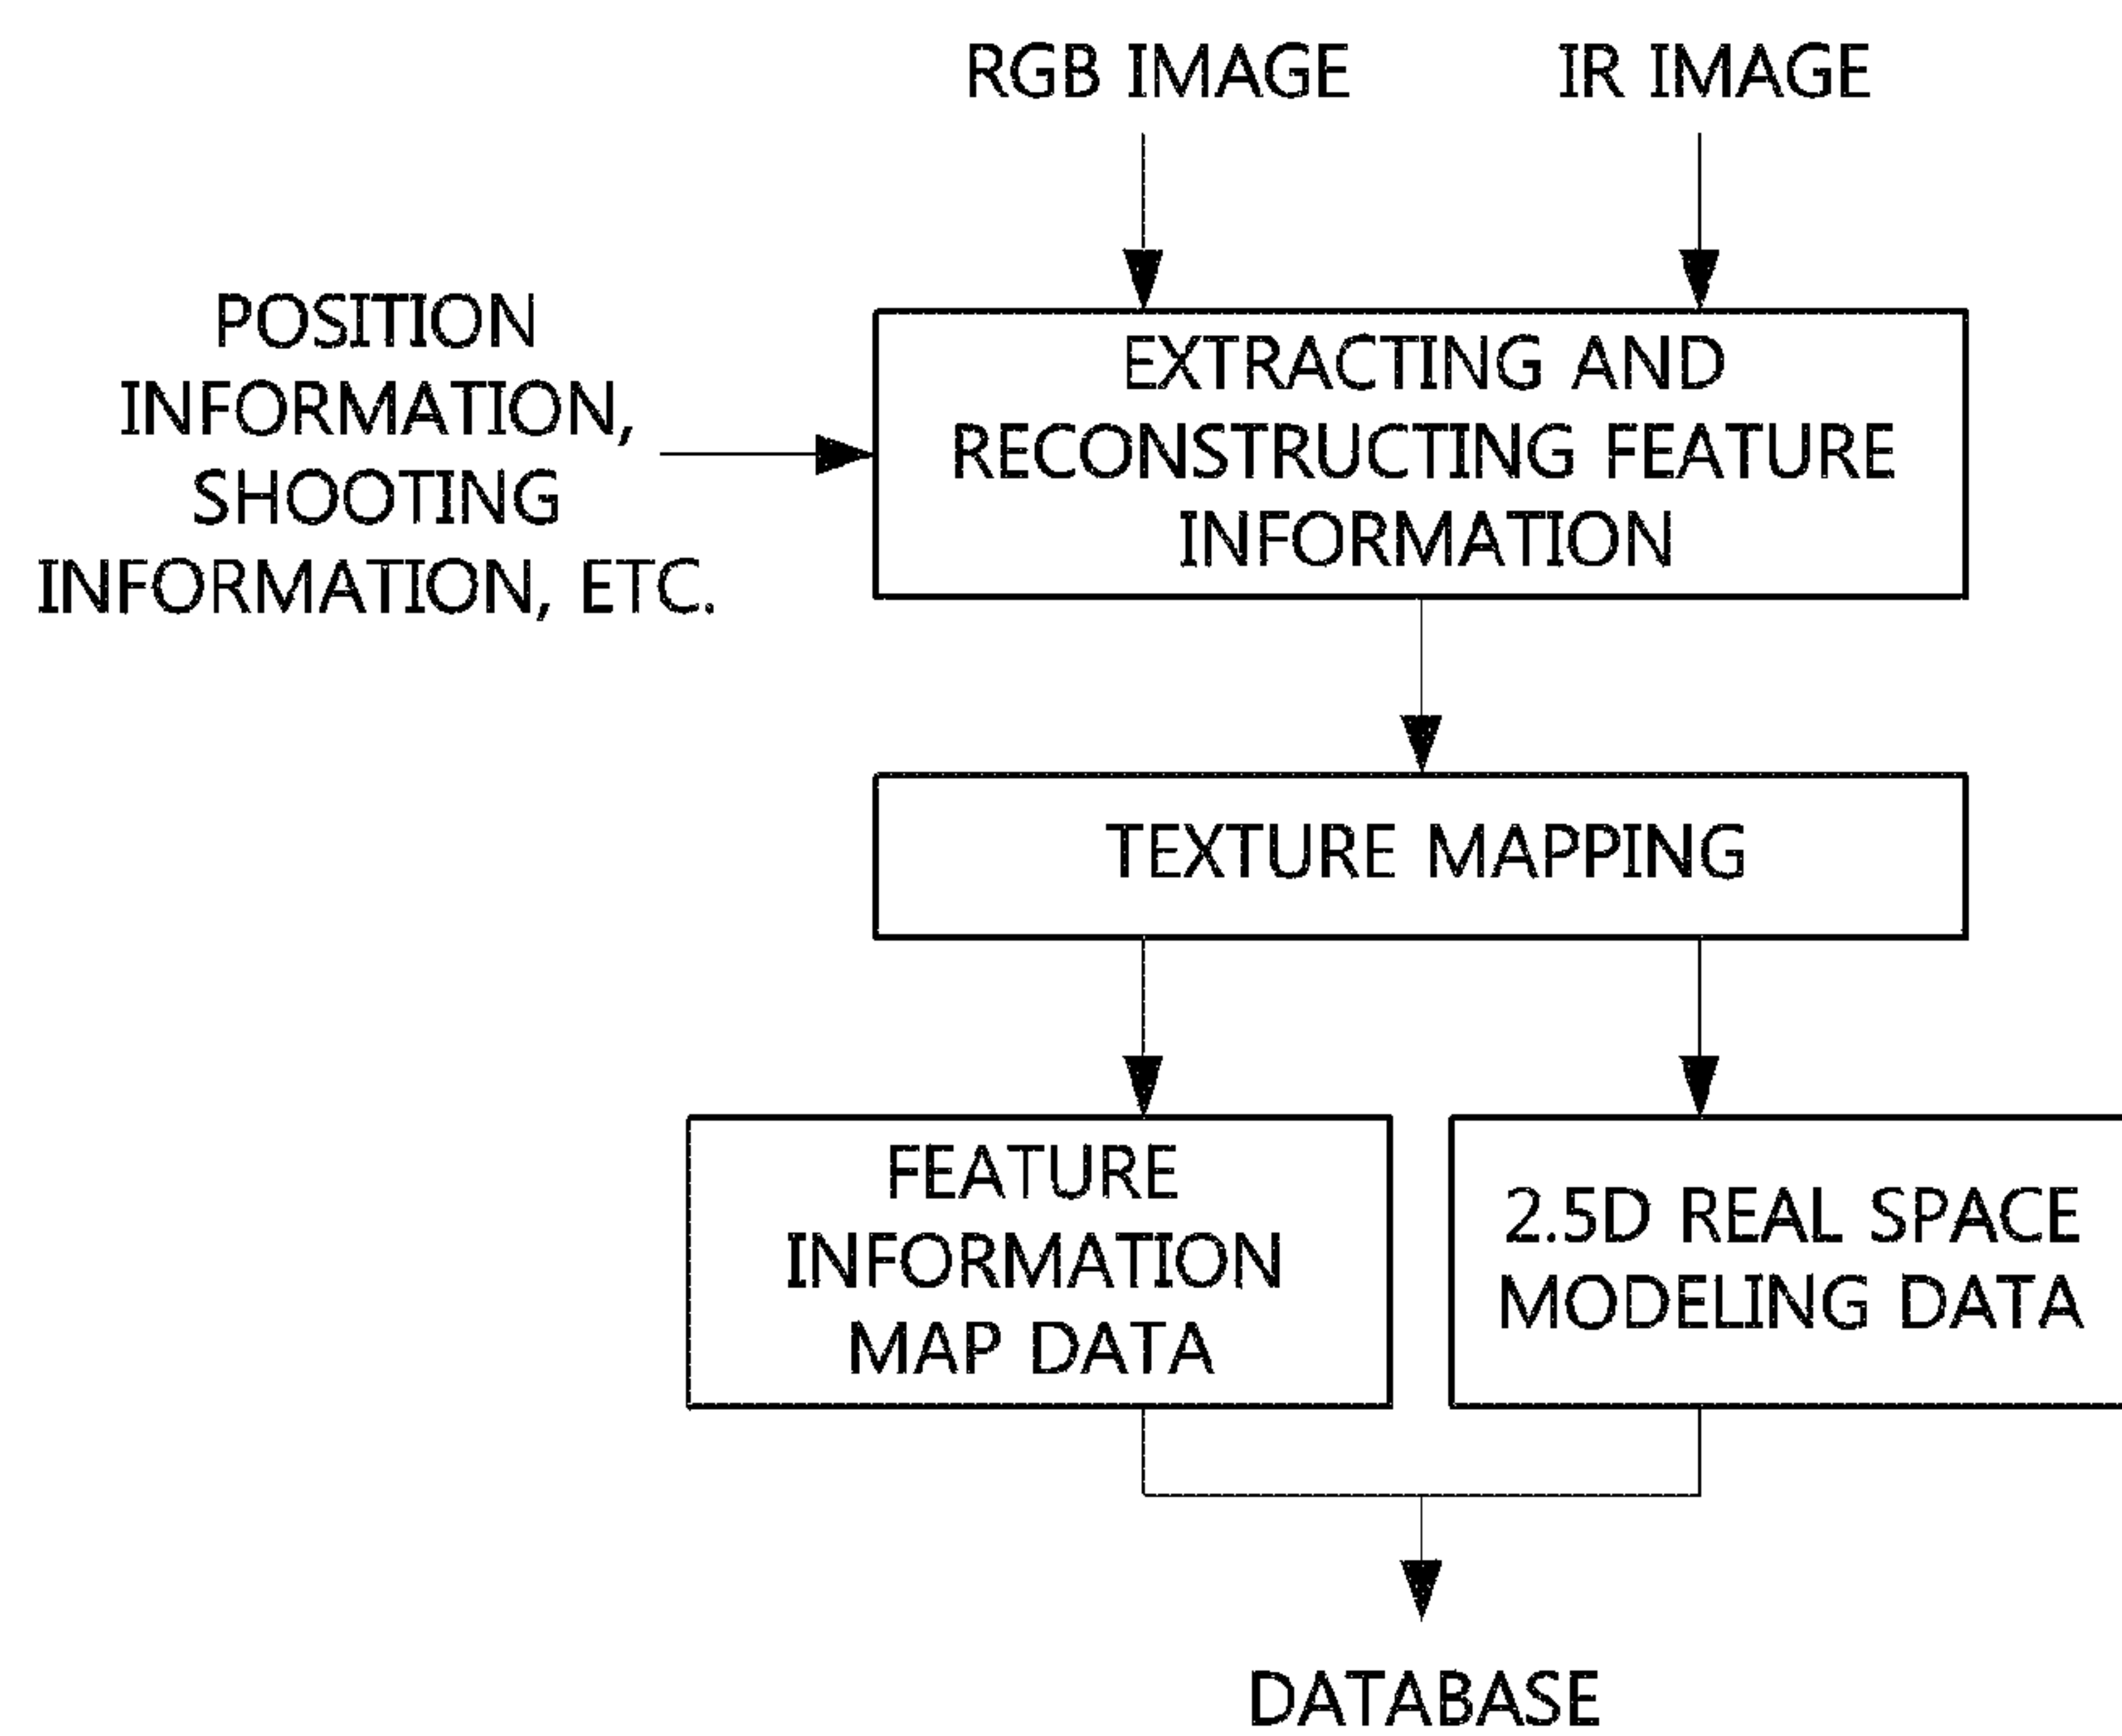 RGB IMAGE
IR IMAGE
POSITION
INFORMATION,
SHOOTING
INFORMATION, ETC.
EXTRACTING AND
RECONSTRUCTING FEATURE
INFORMATION
TEXTURE MAPPING
FEATURE
INFORMATION
MAP DATA
2.5D REAL SPACE
MODELING DATA
DATABASE